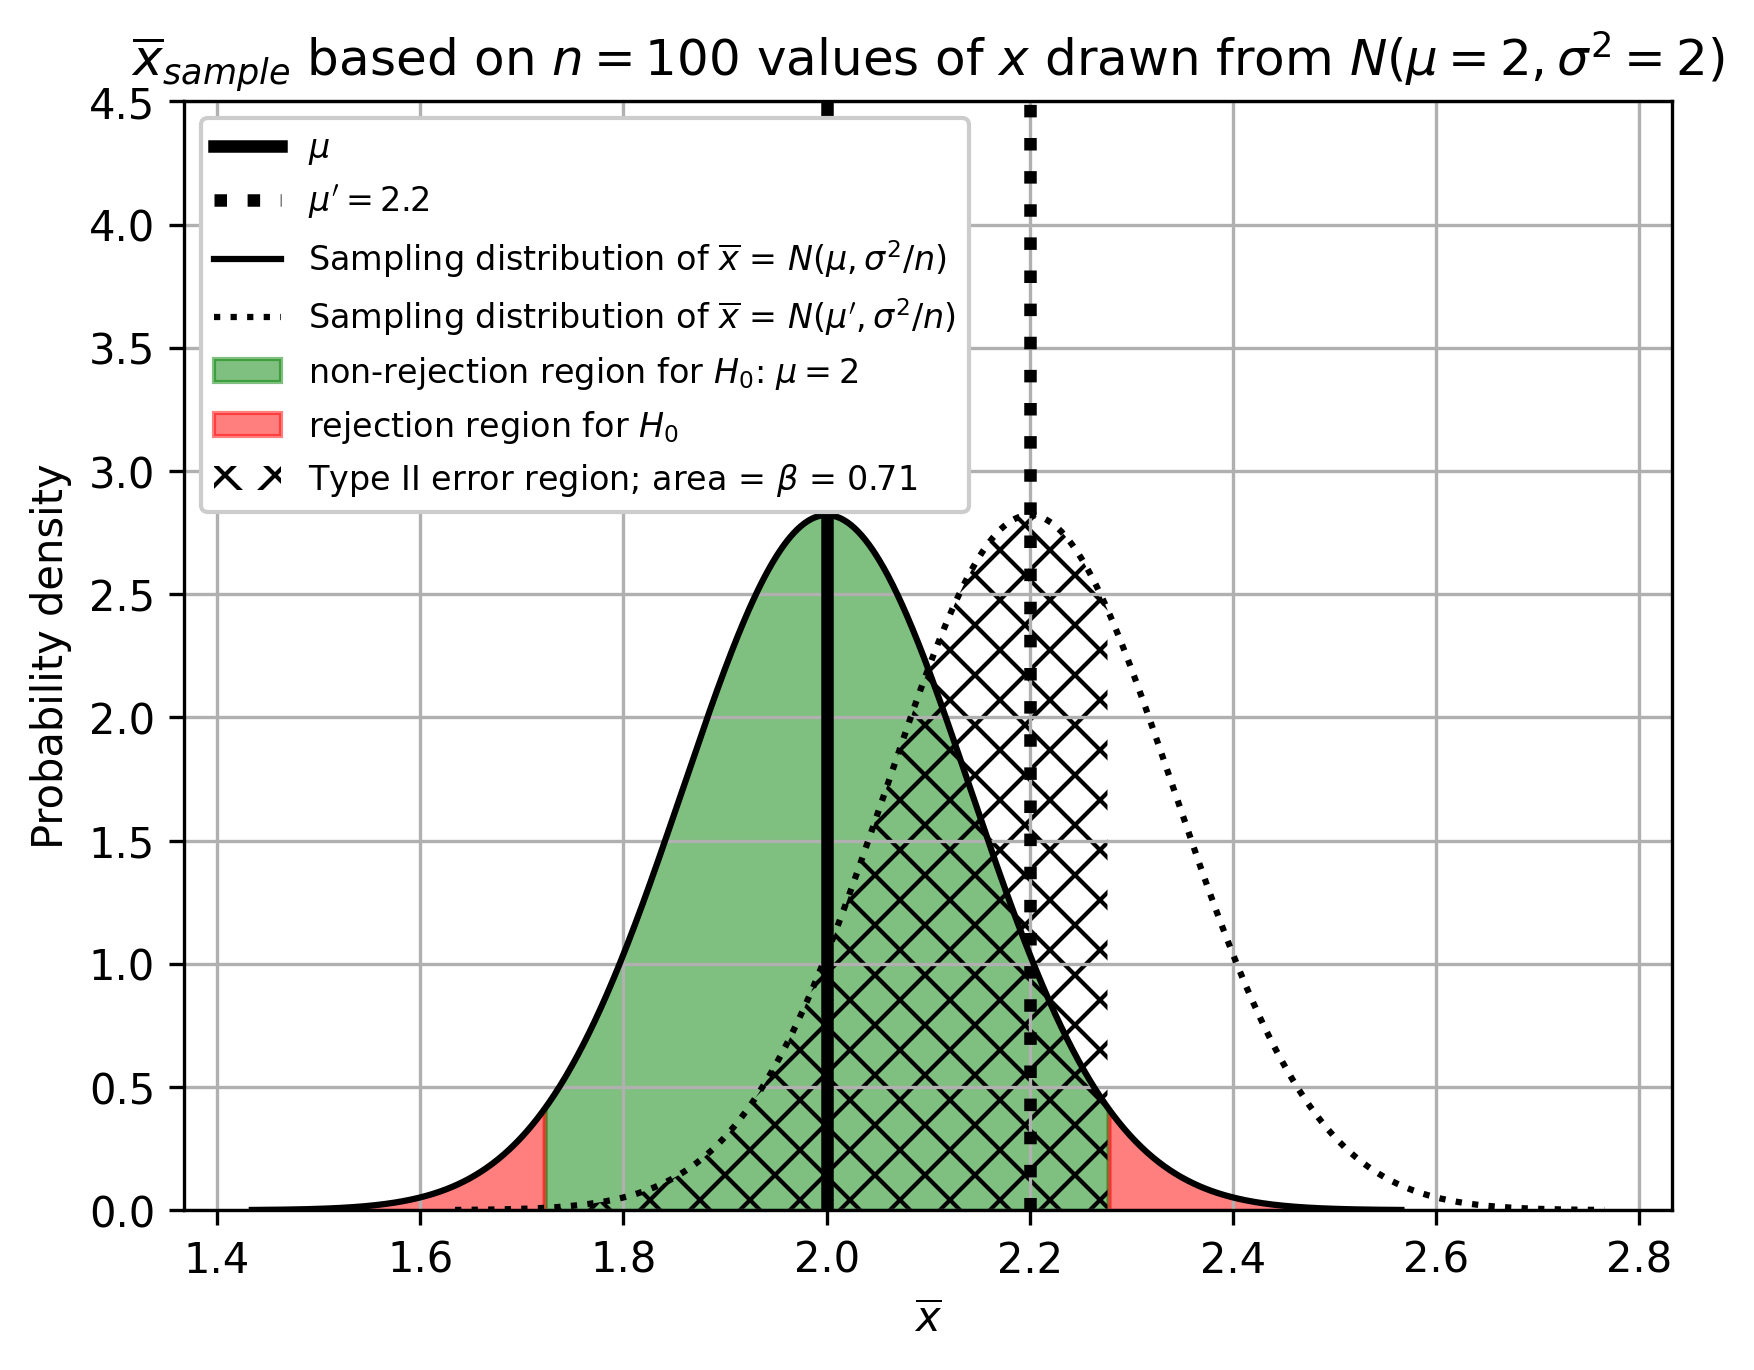 x̅sample based on n = 100 values of x drawn from N(μ = 2, σ² = 2)
4.5
4.0
3.5
3.0
2.5
2.0
1.5
1.0
0.5
0.0
Probability density
μ
μ′ = 2.2
Sampling distribution of x̅ = N(μ, σ²/n)
Sampling distribution of x̅ = N(μ′, σ²/n)
non-rejection region for H₀: μ = 2
rejection region for H₀
Type II error region; area = β = 0.71
1.4 1.6 1.8 2.0 2.2 2.4 2.6 2.8
x̅